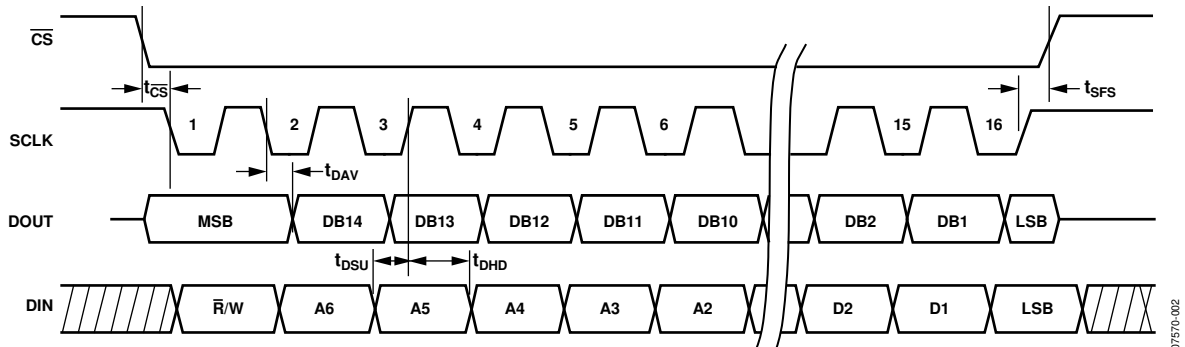 CS
tCS
tSFS
SCLK
1 2 3 4 5 6 15 16
tDAV
DOUT
MSB DB14 DB13 DB12 DB11 DB10 DB2 DB1 LSB
tDSU tDHD
DIN
R/W A6 A5 A4 A3 A2 D2 D1 LSB
07570-002